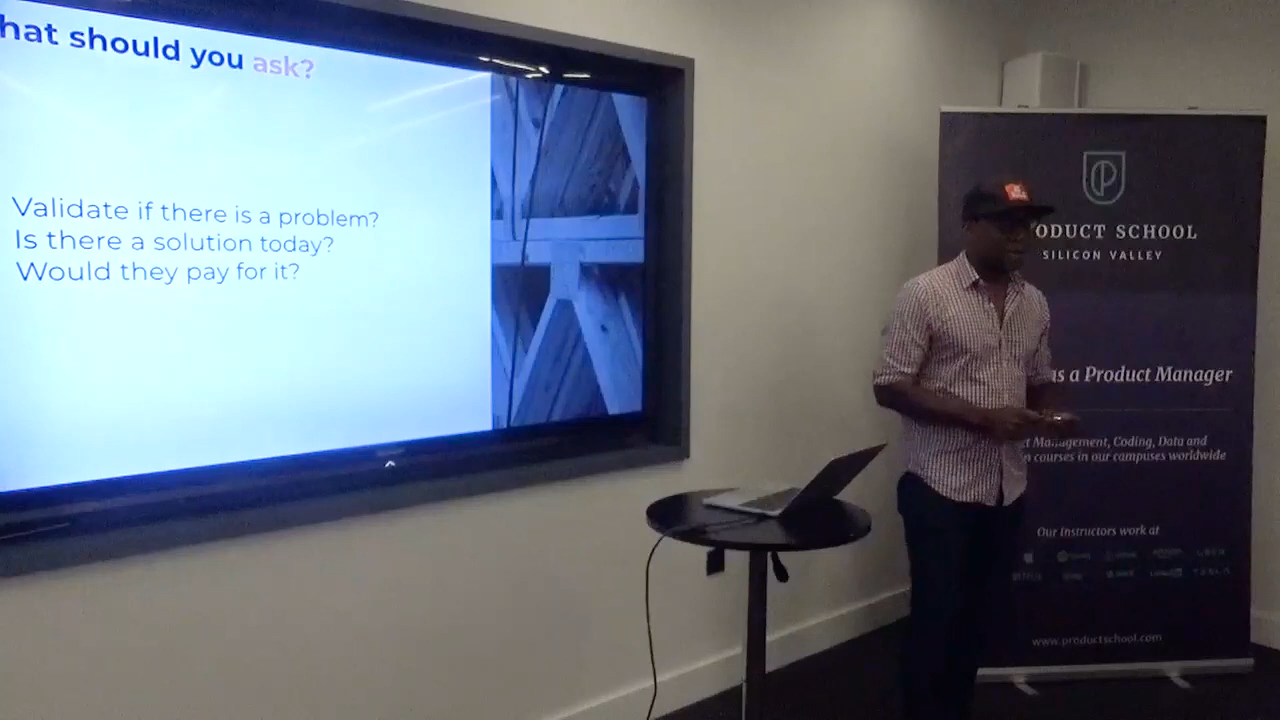 hat should you ask?
Validate if there is a problem?
Is there a solution today?
Would they pay for it?
ODUCT SCHOOL
SILICON VALLEY
as a Product Manager
ct Management, Coding, Data and
courses in our campuses worldwide
Our Instructors work at
www.productschool.com